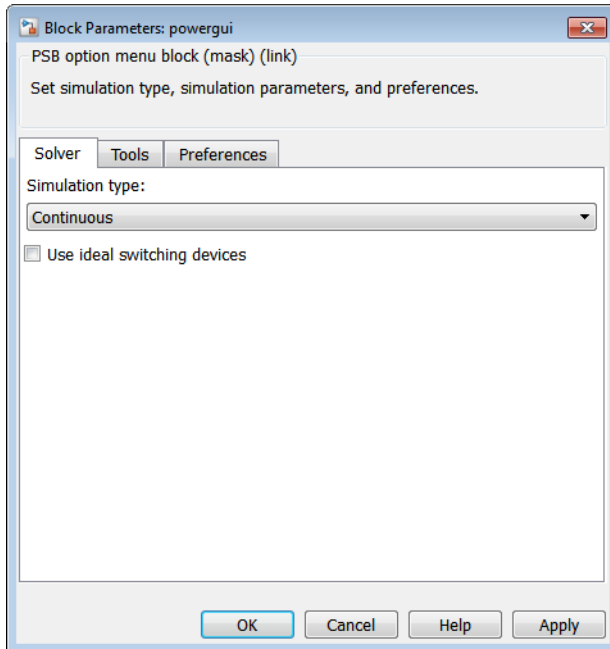 Block Parameters: powergui
PSB option menu block (mask) (link)
Set simulation type, simulation parameters, and preferences.
Solver Tools Preferences
Simulation type:
Continuous
Use ideal switching devices
OK Cancel Help Apply